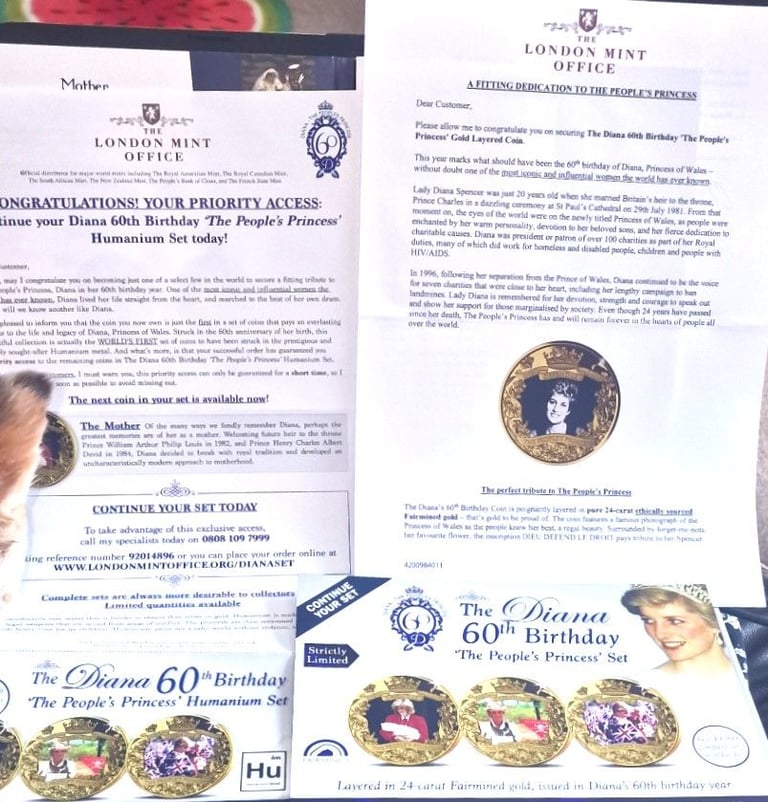 Mother
THE
LONDON MINT
OFFICE
Official distributor for major world mints including The Royal Australian Mint, The Royal Canadian Mint,
The South African Mint, The New Zealand Mint, The People's Bank of China, and The French State Mint.
60
ONGRATULATIONS! YOUR PRIORITY ACCESS:
tinue your Diana 60th Birthday 'The People's Princess'
Humanium Set today!
ustomer,
may I congratulate you on becoming just one of a select few in the world to secure a fitting tribute to
ople's Princess, Diana in her 60th birthday year. One of the most iconic and influential women the
has ever known. Diana lived her life straight from the heart, and marched to the beat of her own drum.
will we know another like Diana.
pleased to inform you that the coin you now own is just the first in a set of coins that pays an everlasting
to the life and legacy of Diana, Princess of Wales. Struck in the 60th anniversary of her birth, this
iful collection is actually the WORLD'S FIRST set of coins to have been struck in the prestigious and
ly sought-after Humanium metal. And what's more, is that your successful order has guaranteed you
rity access to the remaining coins in The Diana 60th Birthday 'The People's Princess' Humanium Set.
tomers, I must warn you, this priority access can only be guaranteed for a short time, so I
soon as possible to avoid missing out.
The next coin in your set is available now!
The Mother Of the many ways we fondly remember Diana, perhaps the
greatest memories are of her as a mother. Welcoming future heir to the throne
Prince William Arthur Philip Louis in 1982, and Prince Henry Charles Albert
David in 1984, Diana decided to break with royal tradition and developed an
uncharacteristically modern approach to motherhood.
CONTINUE YOUR SET TODAY
To take advantage of this exclusive access,
call my specialists today on 0808 109 7999
ting reference number 92014896 or you can place your order online at
WWW.LONDONMINTOFFICE.ORG/DIANASET
Complete sets are always more desirable to collectors
Limited quantities available
The Diana 60th Birthday
'The People's Princess' Humanium Set
Hu
THE
LONDON MINT
OFFICE
A FITTING DEDICATION TO THE PEOPLE'S PRINCESS
Dear Customer,
Please allow me to congratulate you on securing The Diana 60th Birthday 'The People's
Princess' Gold Layered Coin.
This year marks what should have been the 60th birthday of Diana, Princess of Wales –
without doubt one of the most iconic and influential women the world has ever known.
Lady Diana Spencer was just 20 years old when she married Britain's heir to the throne,
Prince Charles in a dazzling ceremony at St Paul's Cathedral on 29th July 1981. From that
moment on, the eyes of the world were on the newly titled Princess of Wales, as people were
enchanted by her warm personality, devotion to her beloved sons, and her fierce dedication to
charitable causes. Diana was president or patron of over 100 charities as part of her Royal
duties, many of which did work for homeless and disabled people, children and people with
HIV/AIDS.
In 1996, following her separation from the Prince of Wales, Diana continued to be the voice
for seven charities that were close to her heart, including her lengthy campaign to ban
landmines. Lady Diana is remembered for her devotion, strength and courage to speak out
and show her support for those marginalised by society. Even though 24 years have passed
since her death, The People's Princess has and will remain forever in the hearts of people all
over the world.
The perfect tribute to The People's Princess
The Diana's 60th Birthday Coin is poignantly layered in pure 24-carat ethically sourced
Fairmined gold – that's gold to be proud of. The coin features a famous photograph of the
Princess of Wales as the people knew her best, a regal beauty. Surrounded by forget-me-nots,
her favourite flower, the inscription DIEU DEFEND LE DROIT pays tribute to her Spencer
4200984011
CONTINUE
YOUR SET
Strictly
Limited
The Diana
60th Birthday
'The People's Princess' Set
Layered in 24-carat Fairmined gold, issued in Diana's 60th birthday year